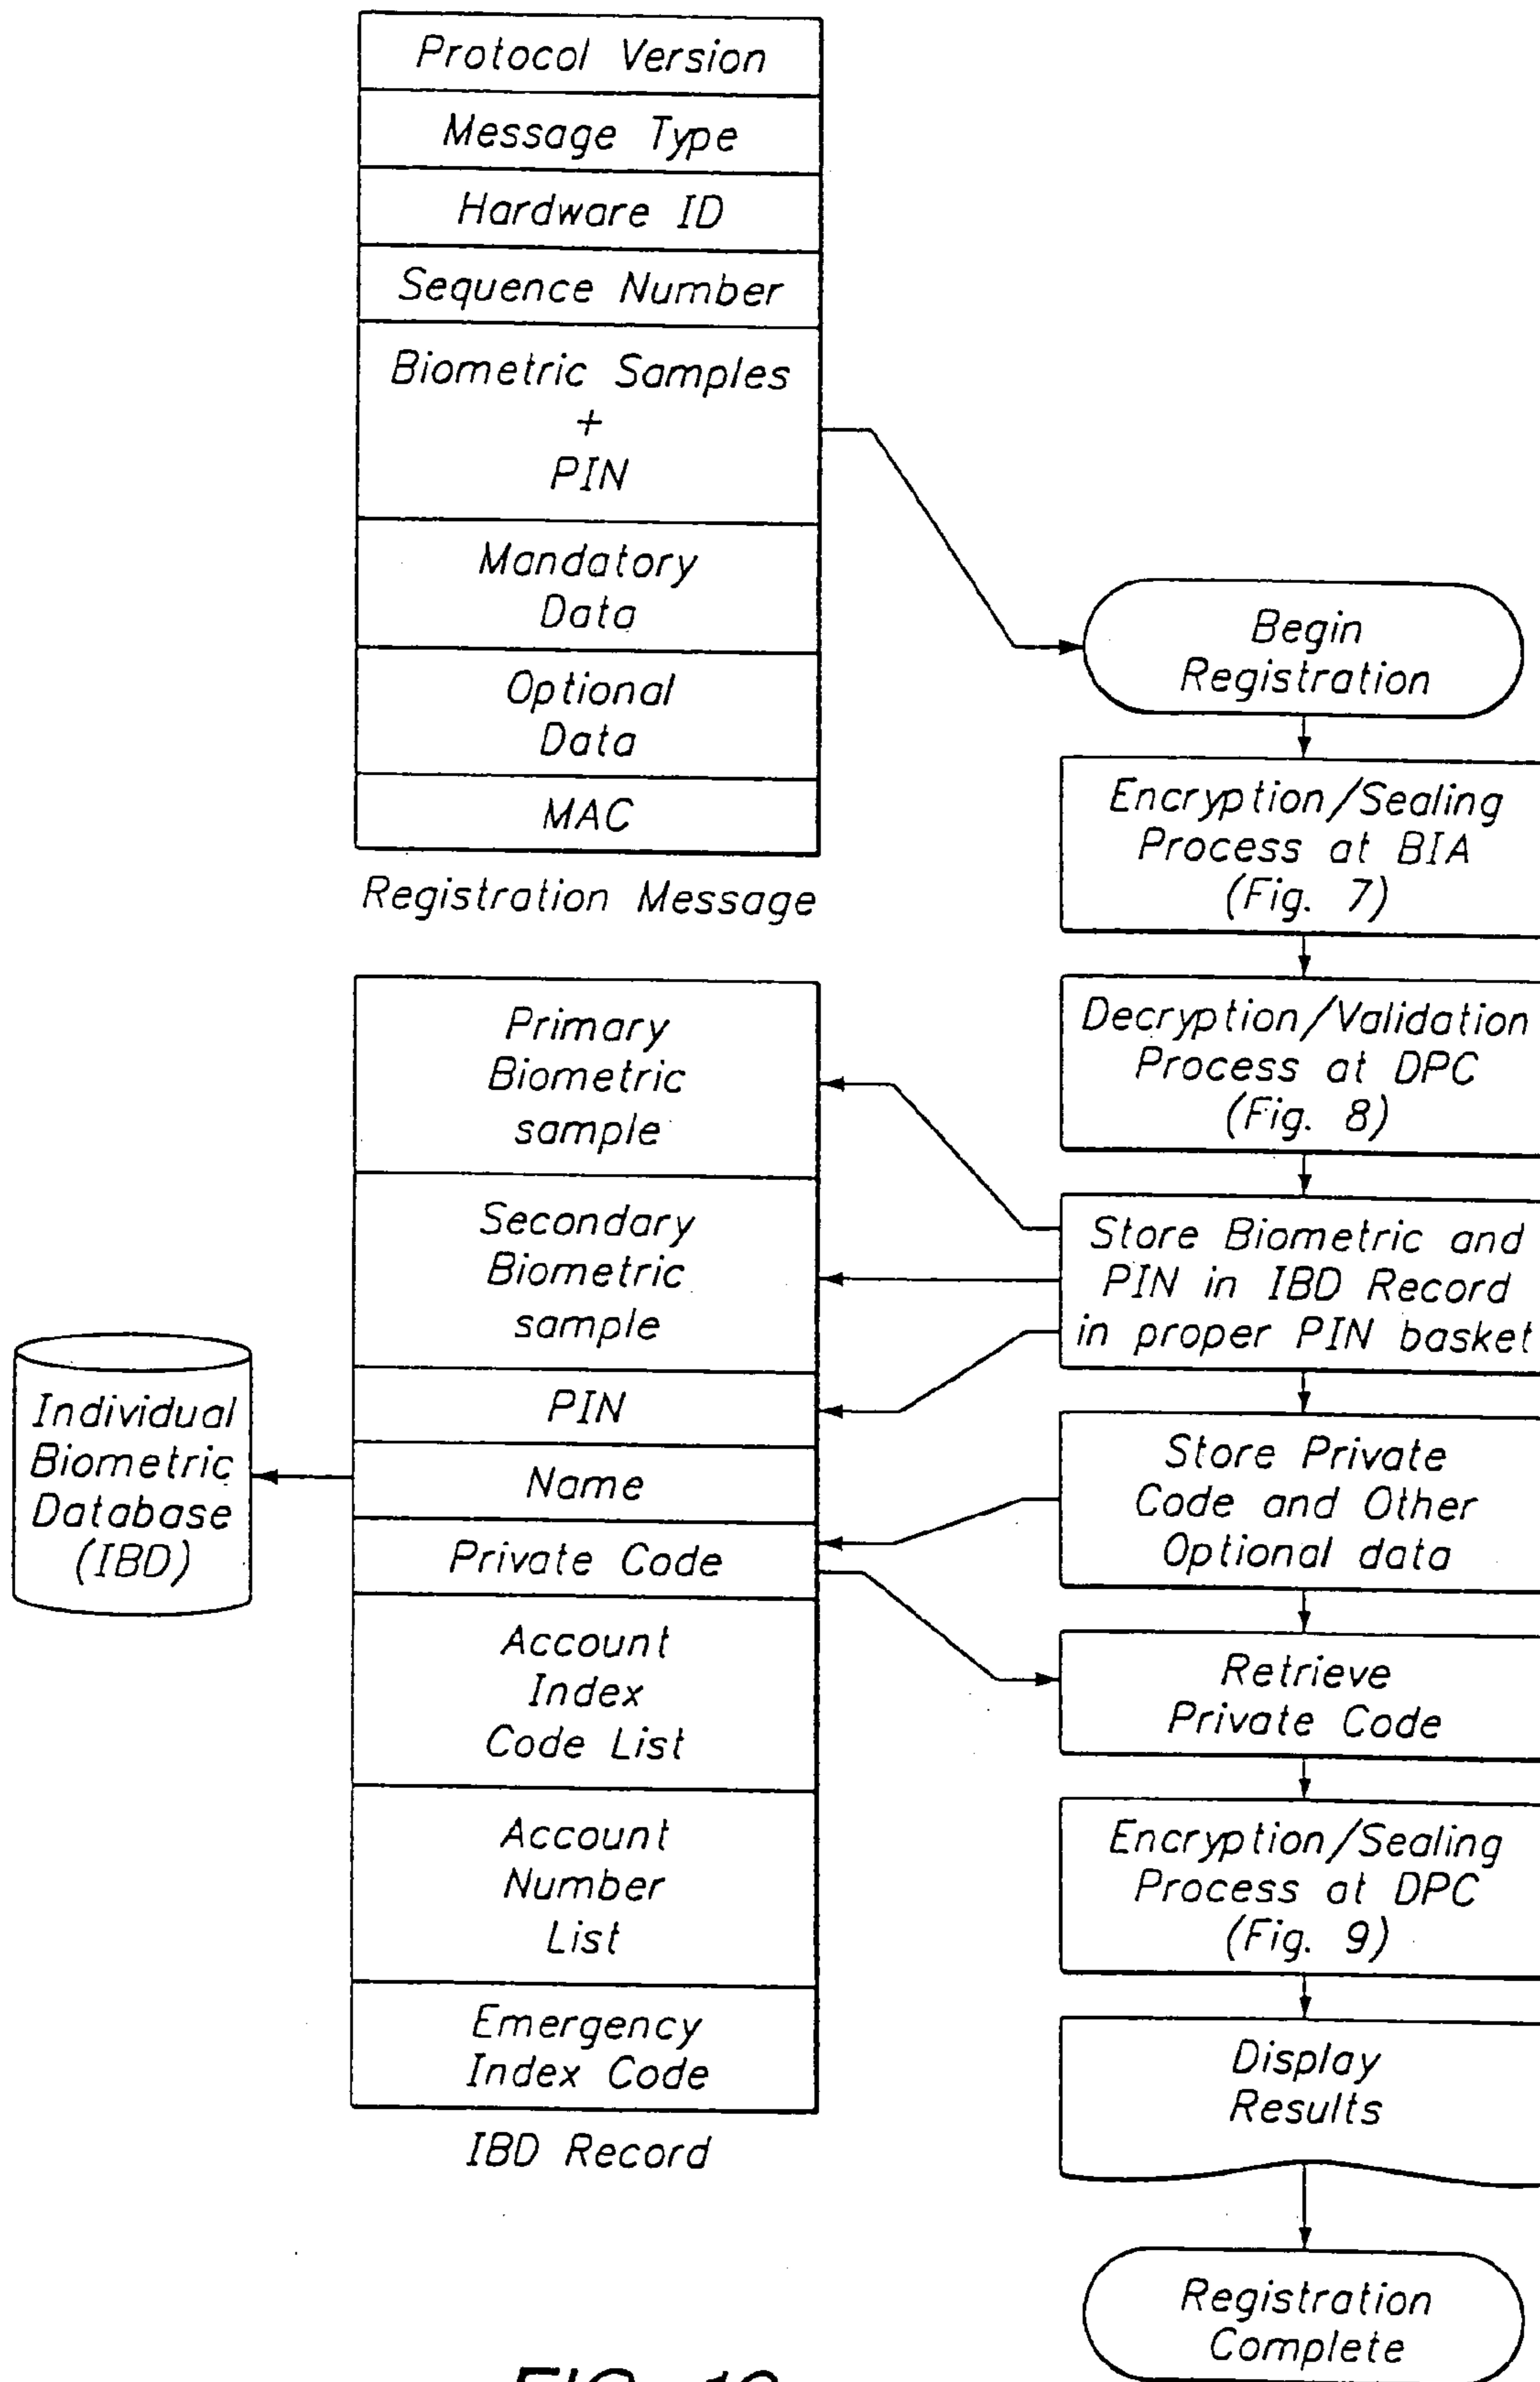 Protocol Version
Message Type
Hardware ID
Sequence Number
Biometric Samples
+
PIN
Mandatory
Data
Optional
Data
MAC
Registration Message
Begin
Registration
Encryption/Sealing
Process at BIA
(Fig. 7)
Decryption/Validation
Process at DPC
(Fig. 8)
Store Biometric and
PIN in IBD Record
in proper PIN basket
Store Private
Code and Other
Optional data
Retrieve
Private Code
Encryption/Sealing
Process at DPC
(Fig. 9)
Display
Results
Registration
Complete
Primary
Biometric
sample
Secondary
Biometric
sample
PIN
Name
Private Code
Account
Index
Code List
Account
Number
List
Emergency
Index Code
IBD Record
Individual
Biometric
Database
(IBD)